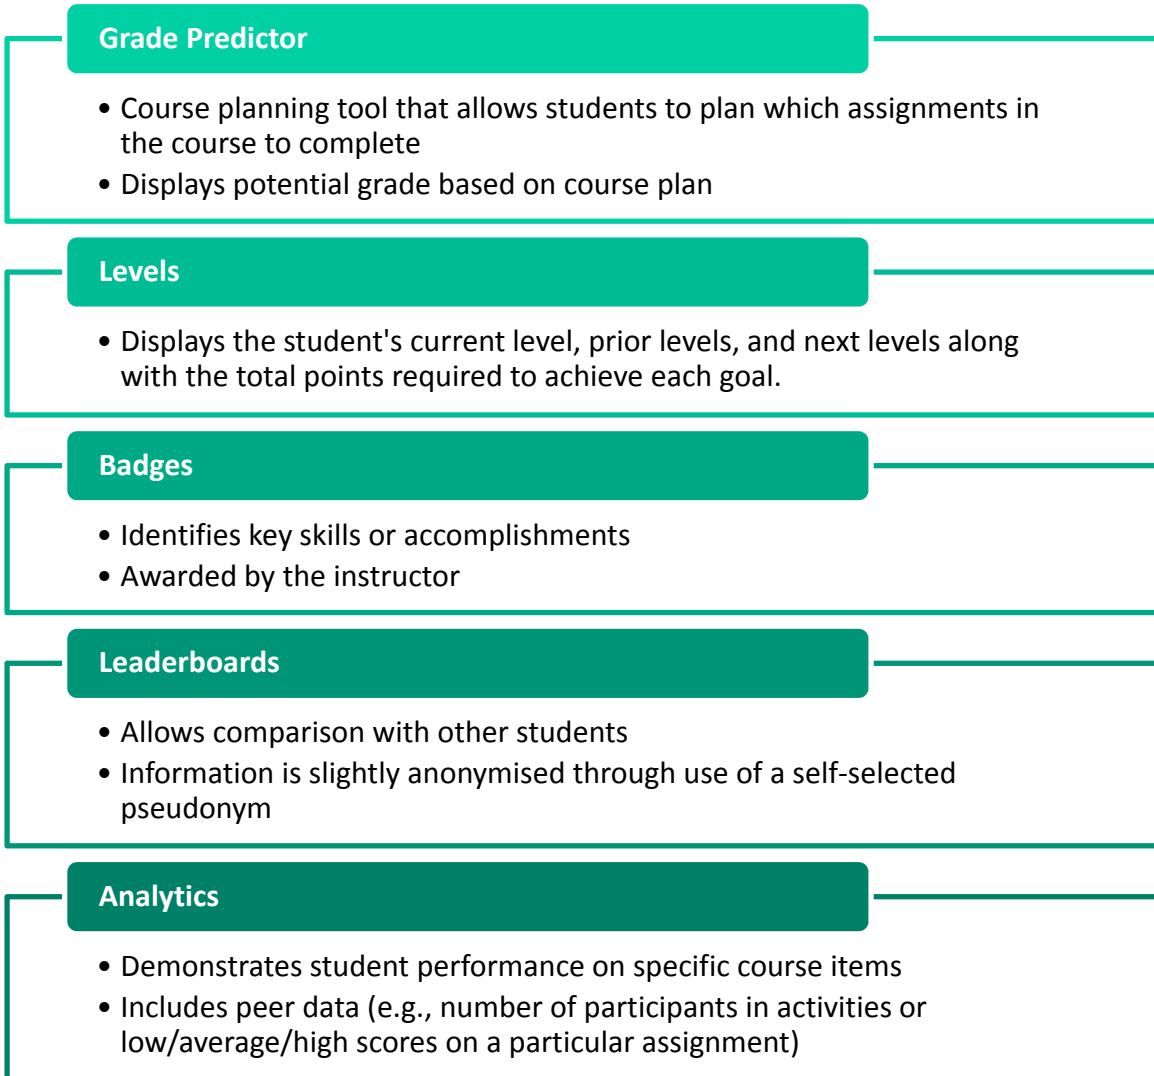 Grade Predictor
• Course planning tool that allows students to plan which assignments in
the course to complete
• Displays potential grade based on course plan
Levels
• Displays the student's current level, prior levels, and next levels along
with the total points required to achieve each goal.
Badges
• Identifies key skills or accomplishments
• Awarded by the instructor
Leaderboards
• Allows comparison with other students
• Information is slightly anonymised through use of a self-selected
pseudonym
Analytics
• Demonstrates student performance on specific course items
• Includes peer data (e.g., number of participants in activities or
low/average/high scores on a particular assignment)